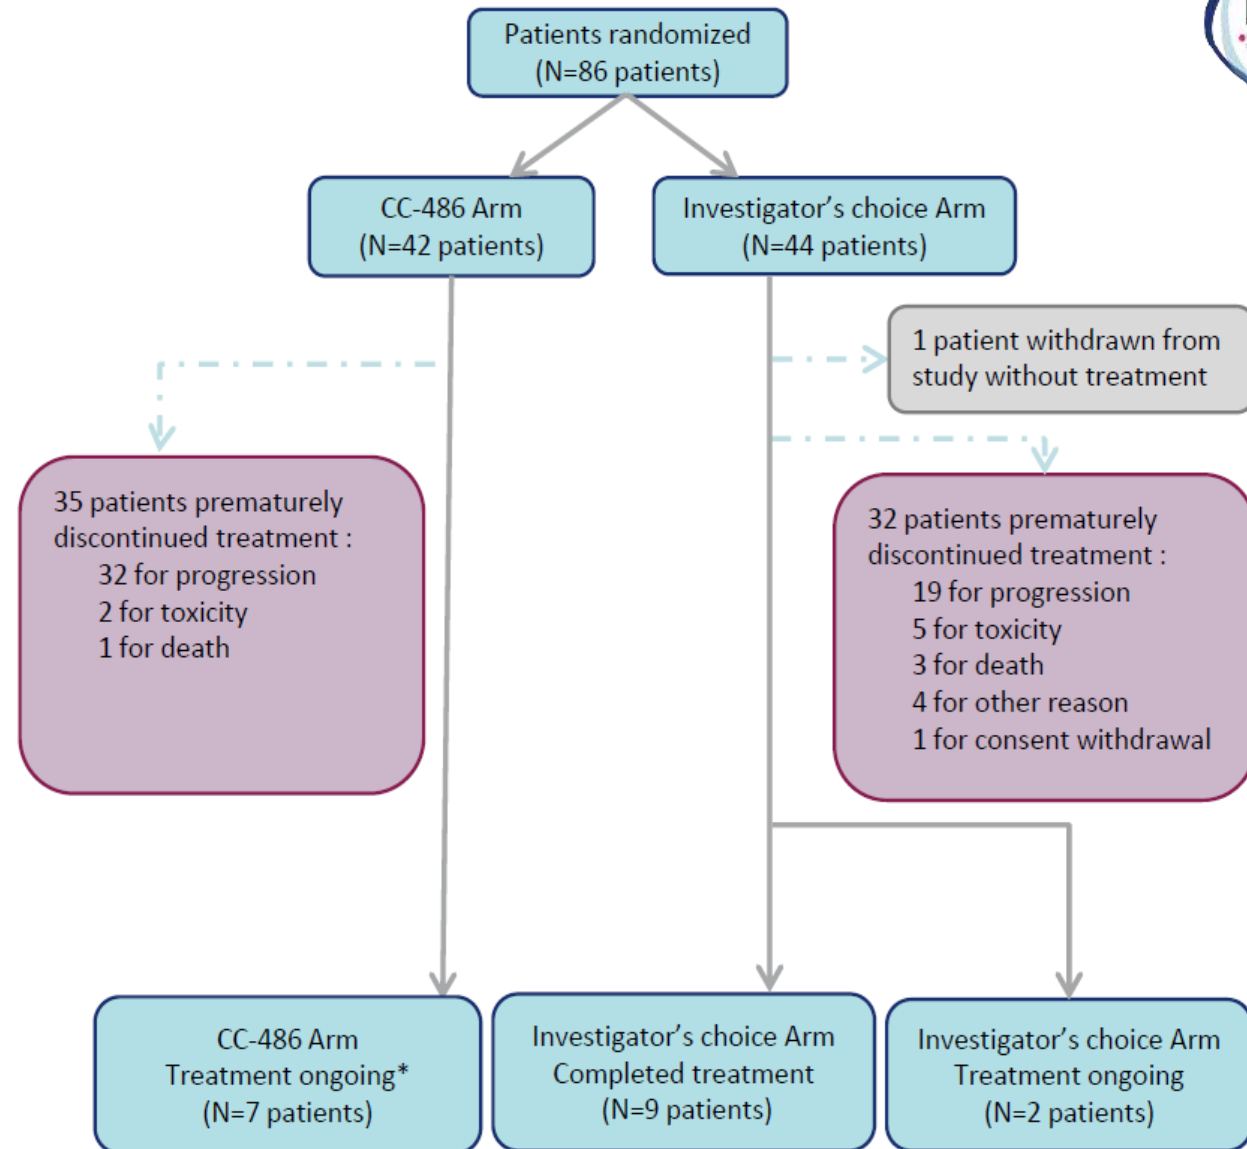 Patients randomized
(N=86 patients)
CC-486 Arm
(N=42 patients)
Investigator’s choice Arm
(N=44 patients)
1 patient withdrawn from
study without treatment
35 patients prematurely
discontinued treatment :
32 for progression
2 for toxicity
1 for death
32 patients prematurely
discontinued treatment :
19 for progression
5 for toxicity
3 for death
4 for other reason
1 for consent withdrawal
CC-486 Arm
Treatment ongoing*
(N=7 patients)
Investigator’s choice Arm
Completed treatment
(N=9 patients)
Investigator’s choice Arm
Treatment ongoing
(N=2 patients)